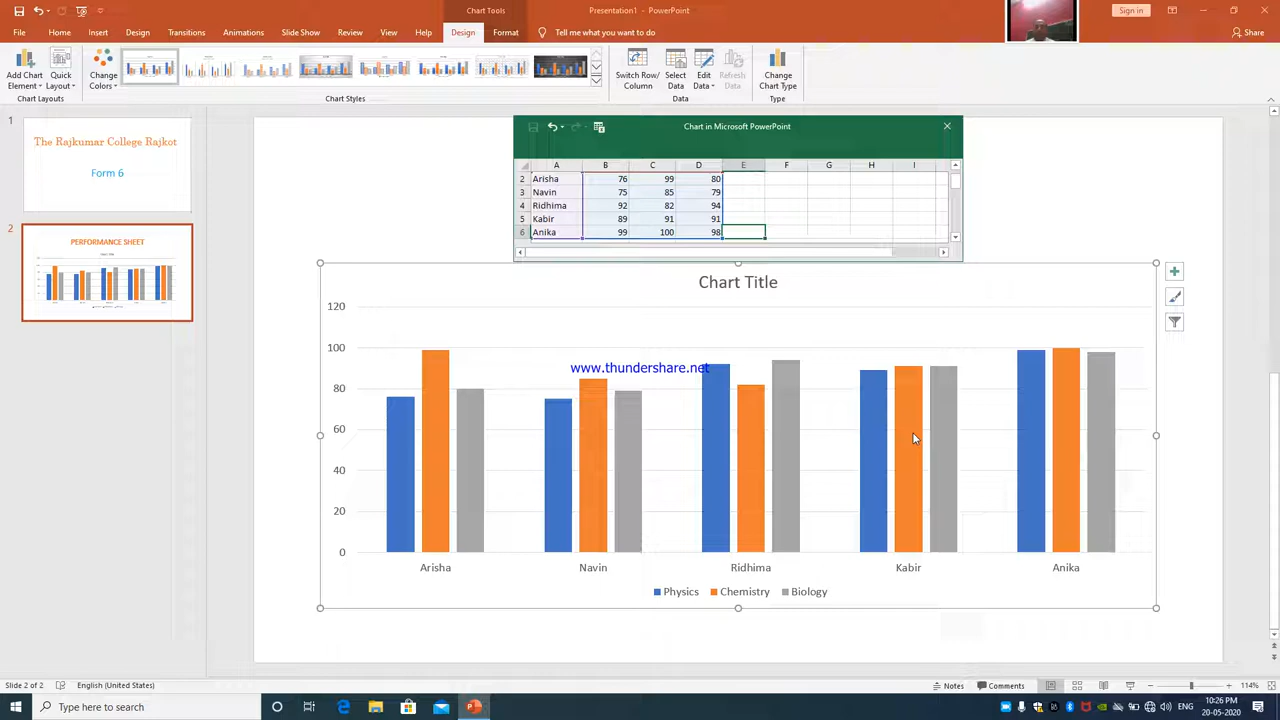 Chart Tools
Presentation1 - PowerPoint
Sign in
File
Home
Insert
Design
Transitions
Animations
Slide Show
Review
View
Help
Design
Format
Tell me what you want to do
Share
Add Chart Element
Quick Layout
Change Colors
Switch Row/ Column
Select Data
Edit Data
Refresh Data
Change Chart Type
Chart Layouts
Chart Styles
Data
Type
1
The Rajkumar College Rajkot
Form 6
2
PERFORMANCE SHEET
Chart in Microsoft PowerPoint
A B C D E F G H I
2 Arisha 76 99 80
3 Navin 75 85 79
4 Ridhima 92 82 94
5 Kabir 89 91 91
6 Anika 99 100 98
Chart Title
120
100
80
60
40
20
0
www.thundershare.net
Arisha Navin Ridhima Kabir Anika
Physics Chemistry Biology
Slide 2 of 2
English (United States)
Notes
Comments
114%
Type here to search
ENG
10:26 PM
20-05-2020